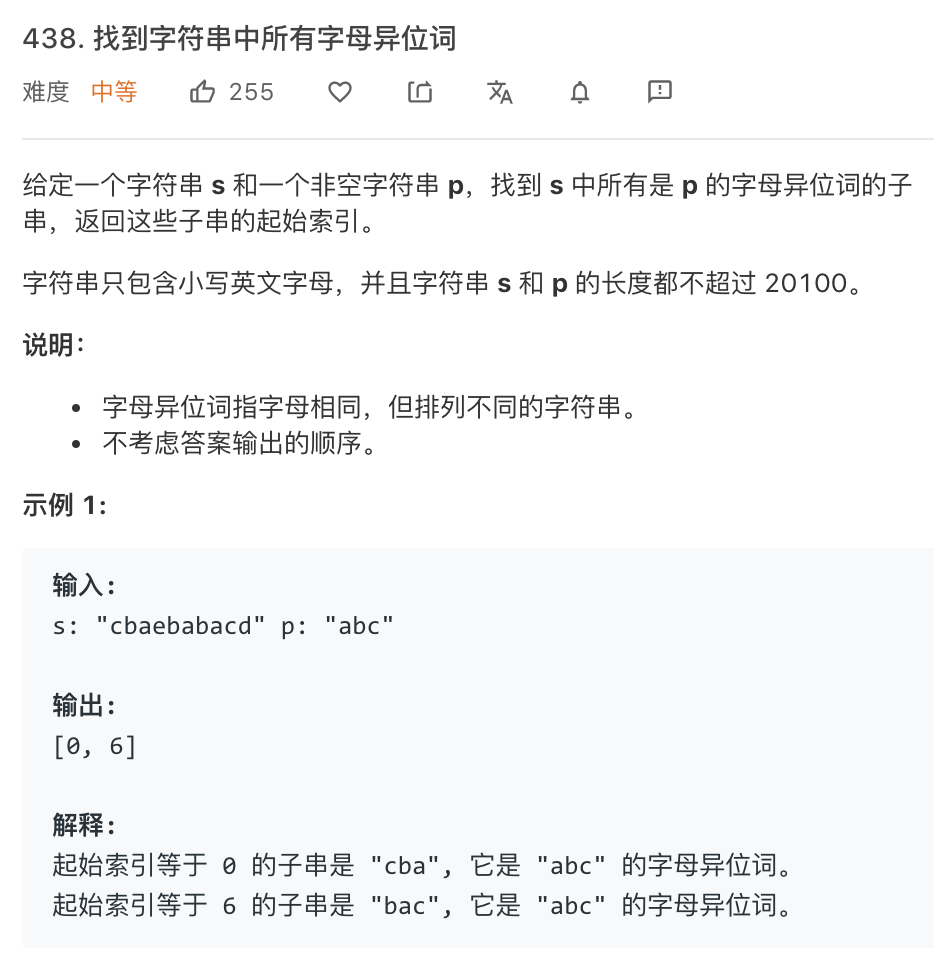 438. 找到字符串中所有字母异位词
难度 中等 255
给定一个字符串 s 和一个非空字符串 p，找到 s 中所有是 p 的字母异位词的子
串，返回这些子串的起始索引。
字符串只包含小写英文字母，并且字符串 s 和 p 的长度都不超过 20100。
说明：
• 字母异位词指字母相同，但排列不同的字符串。
• 不考虑答案输出的顺序。
示例 1:
输入:
s: "cbaebabacd" p: "abc"
输出:
[0, 6]
解释:
起始索引等于 0 的子串是 "cba", 它是 "abc" 的字母异位词。
起始索引等于 6 的子串是 "bac", 它是 "abc" 的字母异位词。